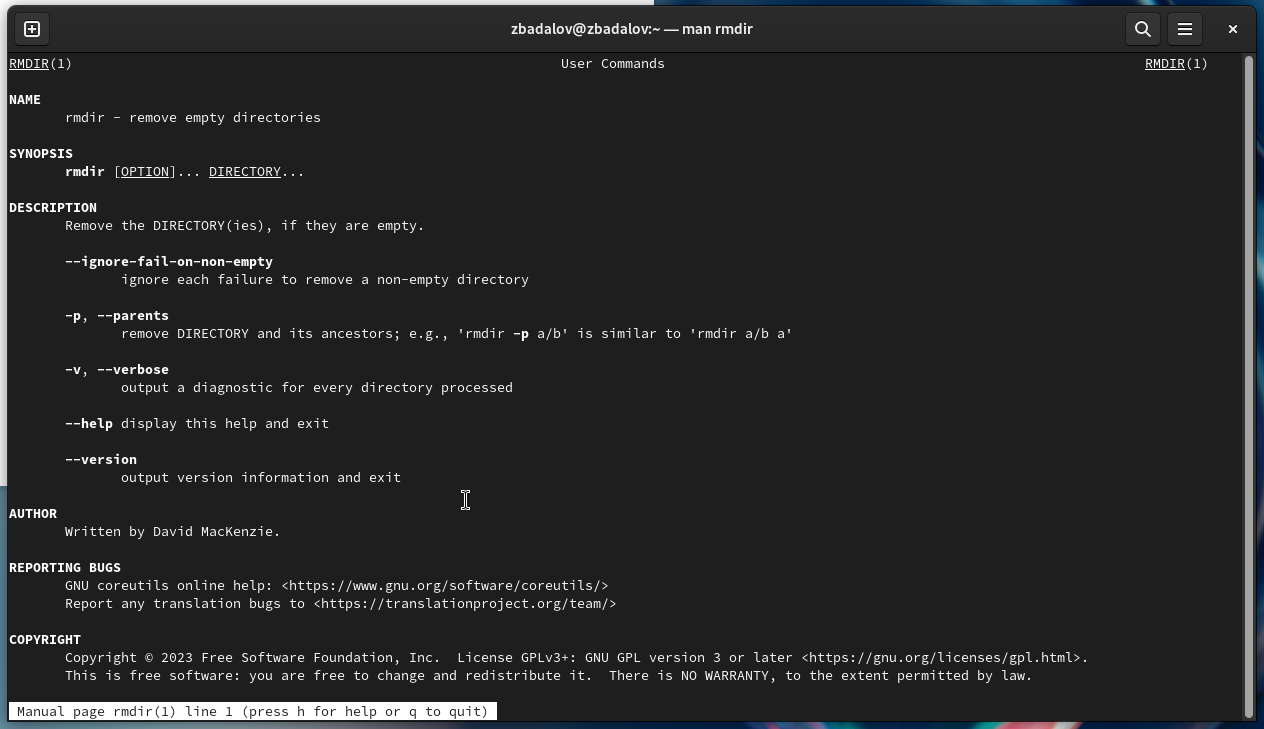 zbadalov@zbadalov:~ — man rmdir
RMDIR(1) User Commands RMDIR(1)
NAME
rmdir - remove empty directories
SYNOPSIS
rmdir [OPTION]... DIRECTORY...
DESCRIPTION
Remove the DIRECTORY(ies), if they are empty.
--ignore-fail-on-non-empty
ignore each failure to remove a non-empty directory
-p, --parents
remove DIRECTORY and its ancestors; e.g., 'rmdir -p a/b' is similar to 'rmdir a/b a'
-v, --verbose
output a diagnostic for every directory processed
--help display this help and exit
--version
output version information and exit
AUTHOR
Written by David MacKenzie.
REPORTING BUGS
GNU coreutils online help: <https://www.gnu.org/software/coreutils/>
Report any translation bugs to <https://translationproject.org/team/>
COPYRIGHT
Copyright © 2023 Free Software Foundation, Inc.  License GPLv3+: GNU GPL version 3 or later <https://gnu.org/licenses/gpl.html>.
This is free software: you are free to change and redistribute it.  There is NO WARRANTY, to the extent permitted by law.
Manual page rmdir(1) line 1 (press h for help or q to quit)